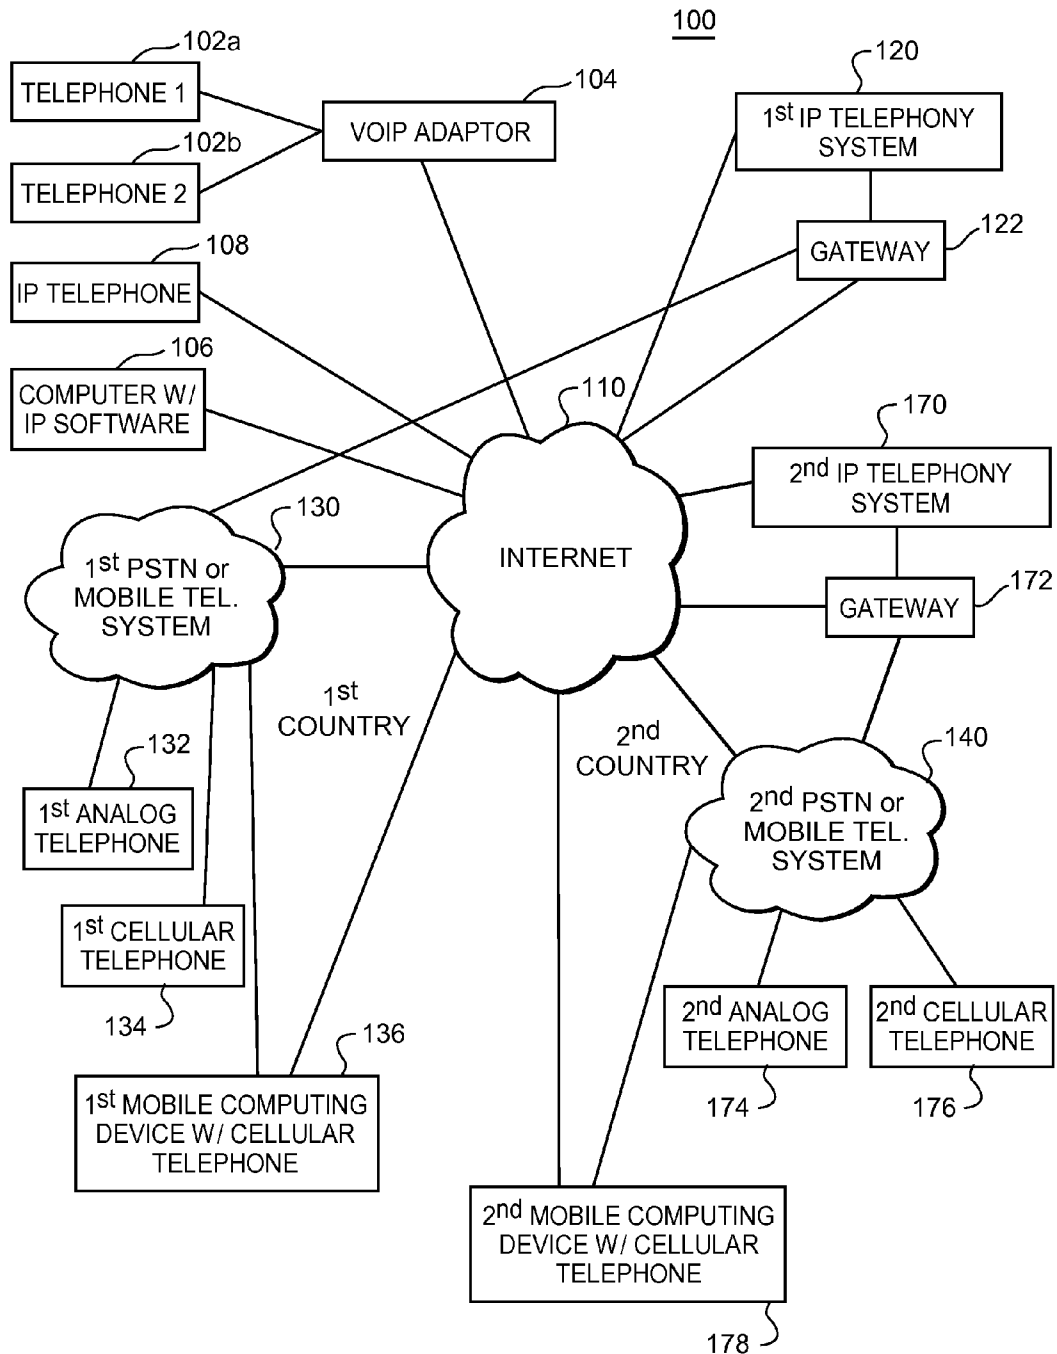 100
102a
TELEPHONE 1
104
VOIP ADAPTOR
120
1st IP TELEPHONY
SYSTEM
102b
TELEPHONE 2
122
GATEWAY
108
IP TELEPHONE
106
COMPUTER W/
IP SOFTWARE
110
INTERNET
170
2nd IP TELEPHONY
SYSTEM
130
1st PSTN or
MOBILE TEL.
SYSTEM
172
GATEWAY
1st
COUNTRY
2nd
COUNTRY
140
2nd PSTN or
MOBILE TEL.
SYSTEM
132
1st ANALOG
TELEPHONE
1st CELLULAR
TELEPHONE
134
136
1st MOBILE COMPUTING
DEVICE W/ CELLULAR
TELEPHONE
2nd ANALOG
TELEPHONE
174
2nd CELLULAR
TELEPHONE
176
2nd MOBILE COMPUTING
DEVICE W/ CELLULAR
TELEPHONE
178